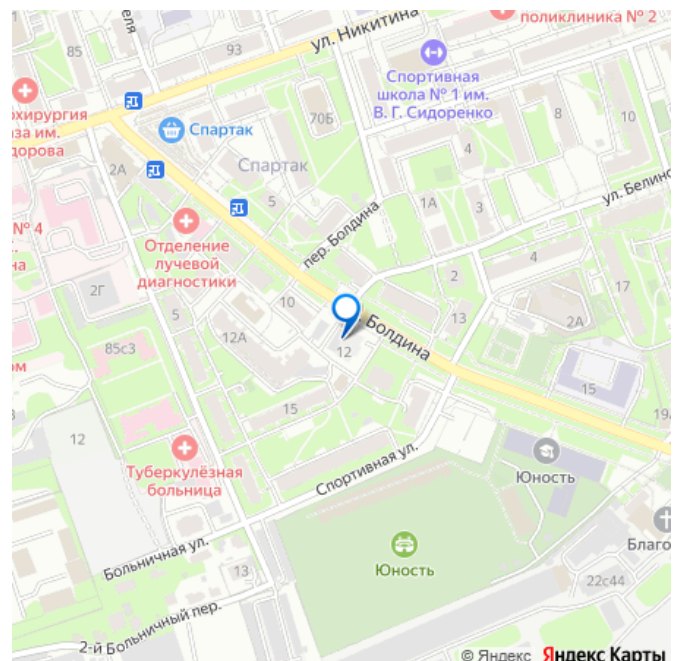 поликлиника № 2
85
93
ул. Никитина
Спортивная
школа № 1 им.
В. Г. Сидоренко
Спартак
70Б
8
10
2А
Спартак
4
5
1А
3
ул. Белинс
№ 4
Отделение
лучевой
диагностики
пер. Болдина
2Г
5
10
2
4
17
12А
Болдина
13
2А
85с3
12
15
15
19А
12
Туберкулёзная
больница
Спортивная ул.
Юность
Больничная ул.
Юность
Благо
13
22с44
2-й Больничный пер.
© Яндекс Яндекс Карты